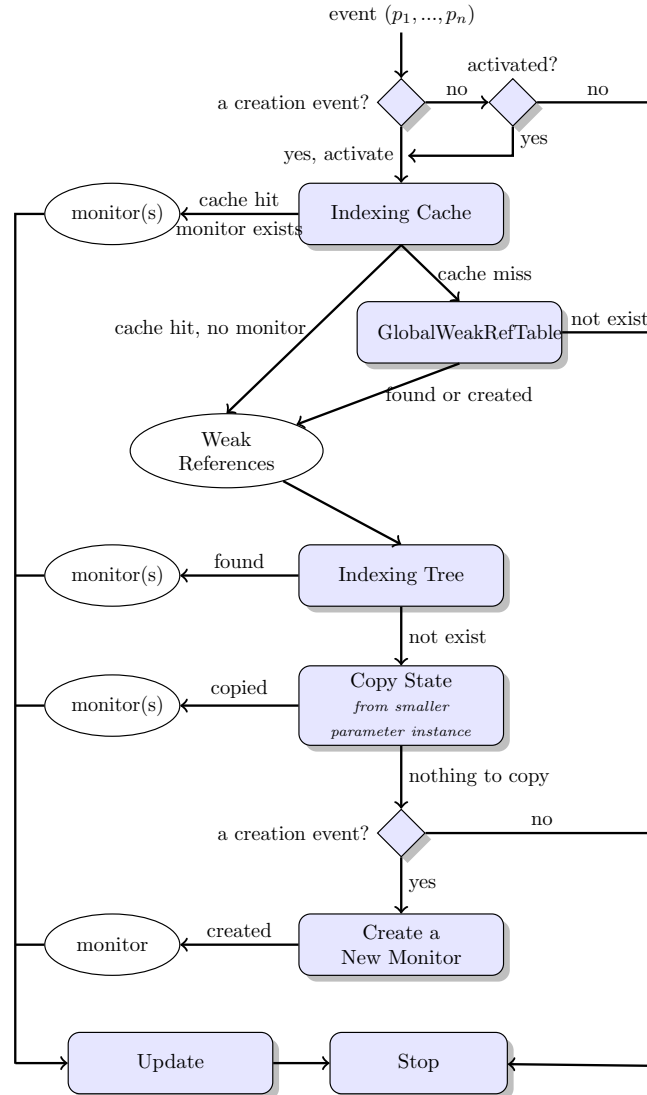 event (p₁, ..., pₙ)
activated?
a creation event?
no
no
yes
yes, activate
monitor(s)
cache hit
monitor exists
Indexing Cache
cache miss
cache hit, no monitor
GlobalWeakRefTable
not exist
found or created
Weak
References
monitor(s)
found
Indexing Tree
not exist
monitor(s)
copied
Copy State
from smaller
parameter instance
nothing to copy
a creation event?
no
yes
monitor
created
Create a
New Monitor
Update
Stop